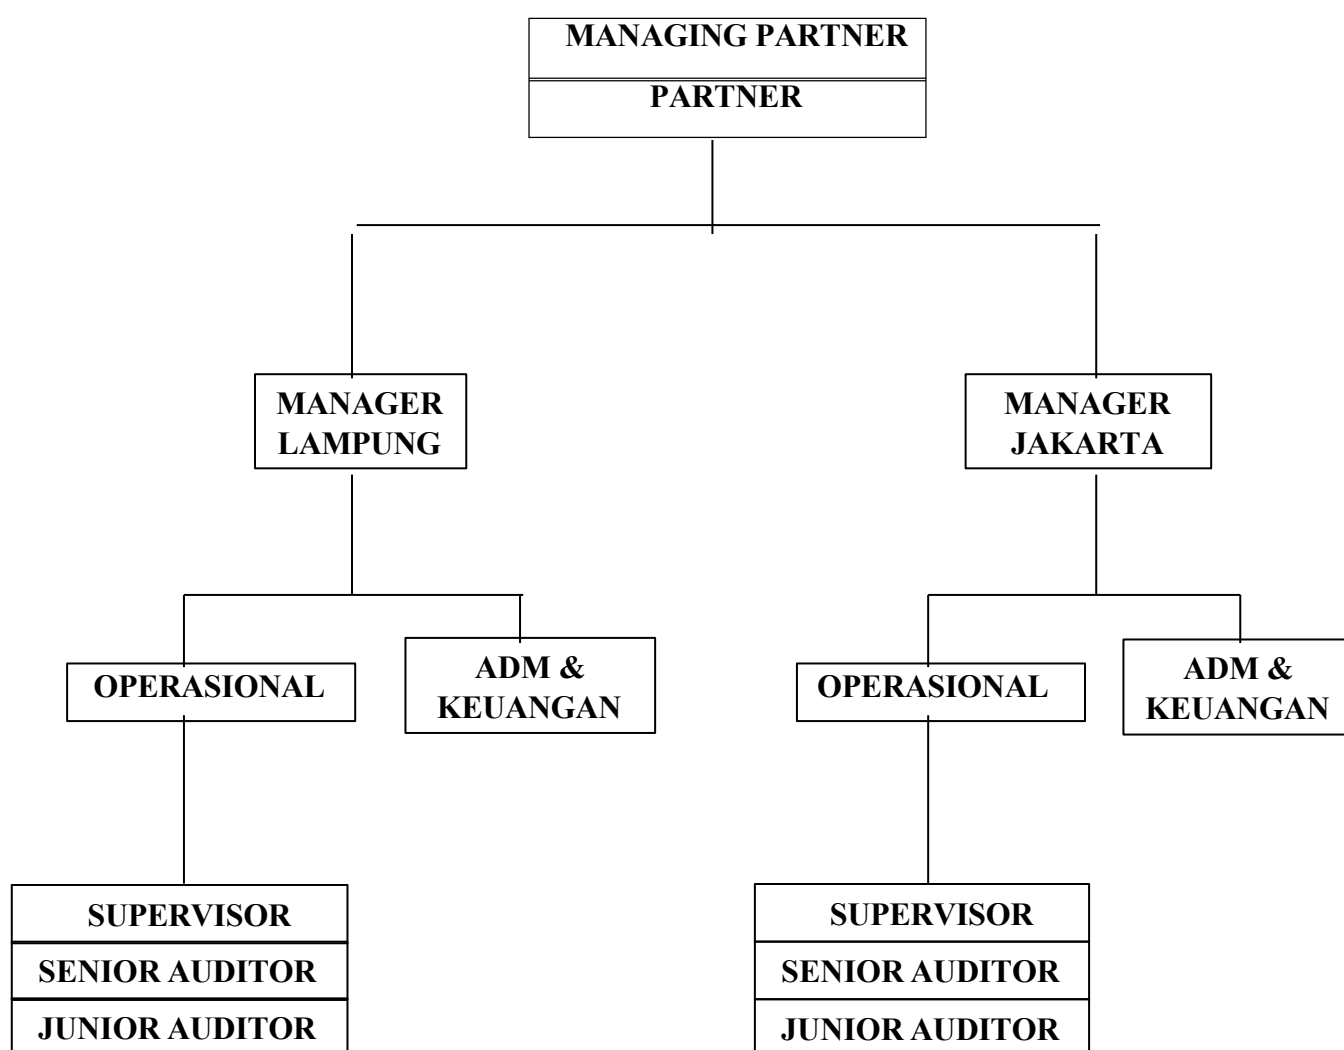 MANAGING PARTNER
PARTNER
MANAGER
LAMPUNG
MANAGER
JAKARTA
OPERASIONAL
ADM &
KEUANGAN
OPERASIONAL
ADM &
KEUANGAN
SUPERVISOR
SENIOR AUDITOR
JUNIOR AUDITOR
SUPERVISOR
SENIOR AUDITOR
JUNIOR AUDITOR